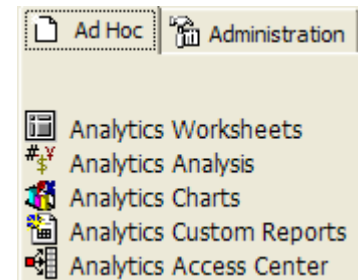 Ad Hoc Administration
Analytics Worksheets
Analytics Analysis
Analytics Charts
Analytics Custom Reports
Analytics Access Center